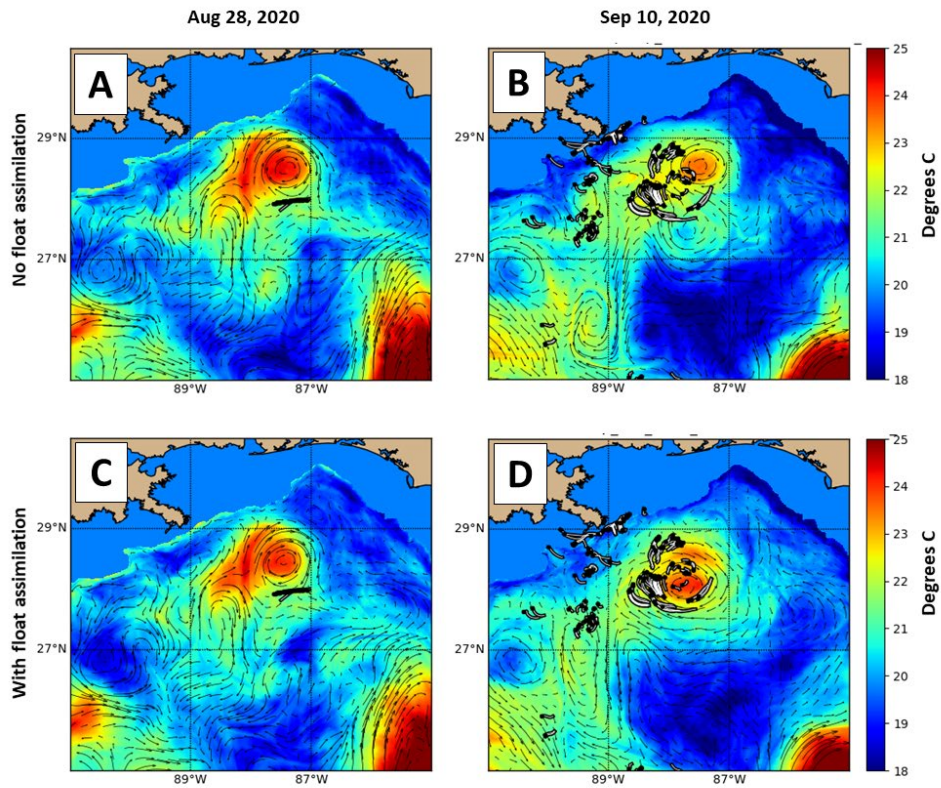 Aug 28, 2020
Sep 10, 2020
No float assimilation
A
29°N
27°N
89°W
87°W
B
29°N
27°N
89°W
87°W
25
24
23
22
21
20
19
18
Degrees C
With float assimilation
C
29°N
27°N
89°W
87°W
D
29°N
27°N
89°W
87°W
25
24
23
22
21
20
19
18
Degrees C